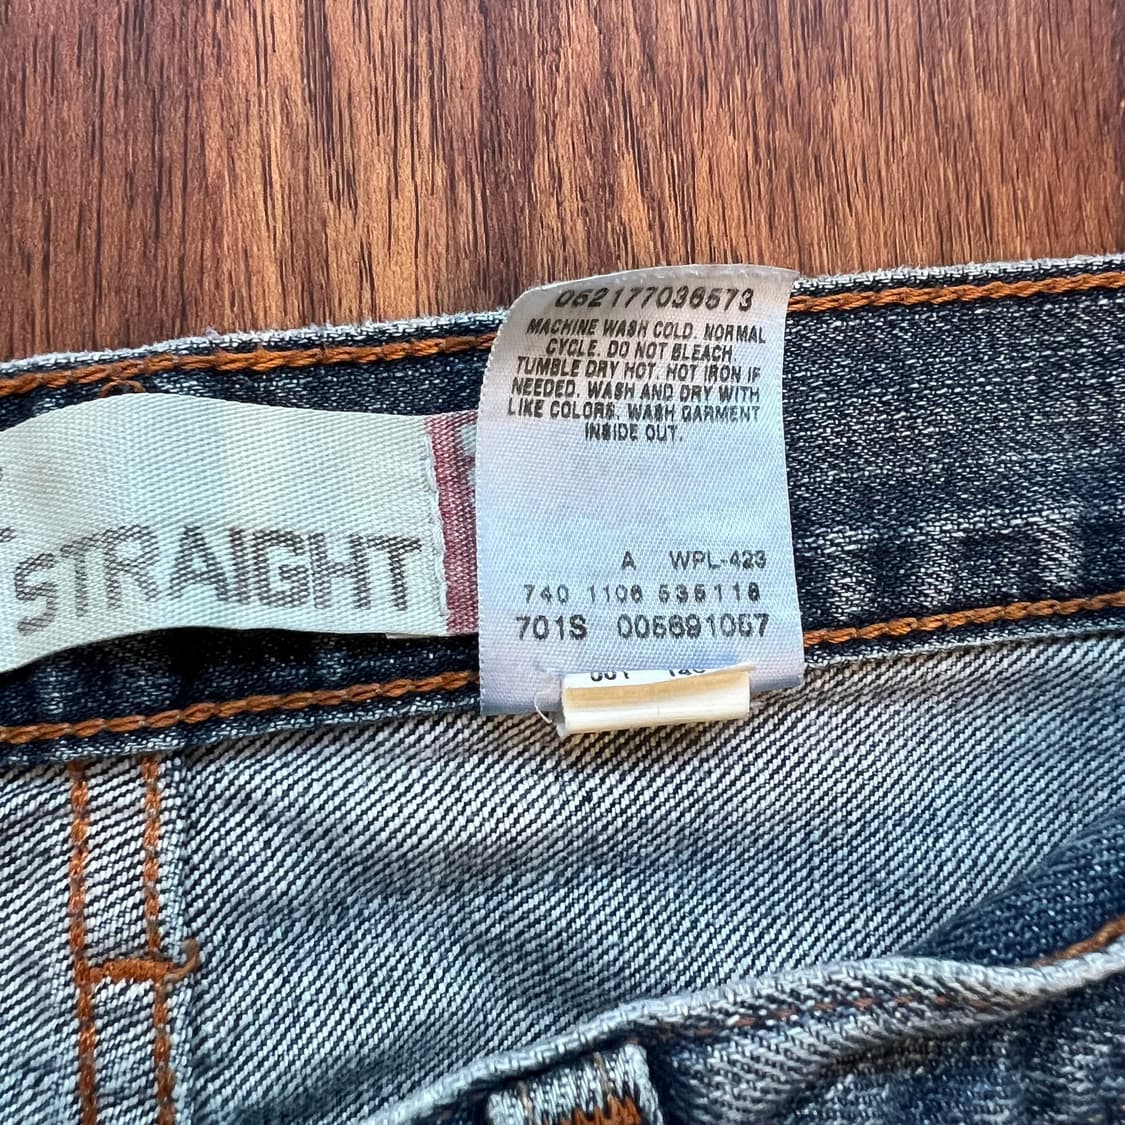 052177036573
MACHINE WASH COLD. NORMAL
CYCLE. DO NOT BLEACH.
TUMBLE DRY HOT. HOT IRON IF
NEEDED. WASH AND DRY WITH
LIKE COLORS. WASH GARMENT
INSIDE OUT.
STRAIGHT
A WPL-423
740 1106 535118
701S 005691057